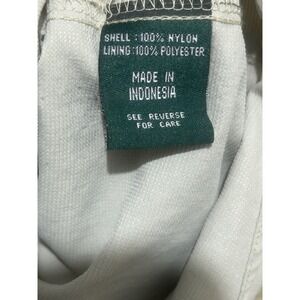 SHELL : 100% NYLON
LINING : 100% POLYESTER
MADE IN
INDONESIA
SEE REVERSE
FOR CARE